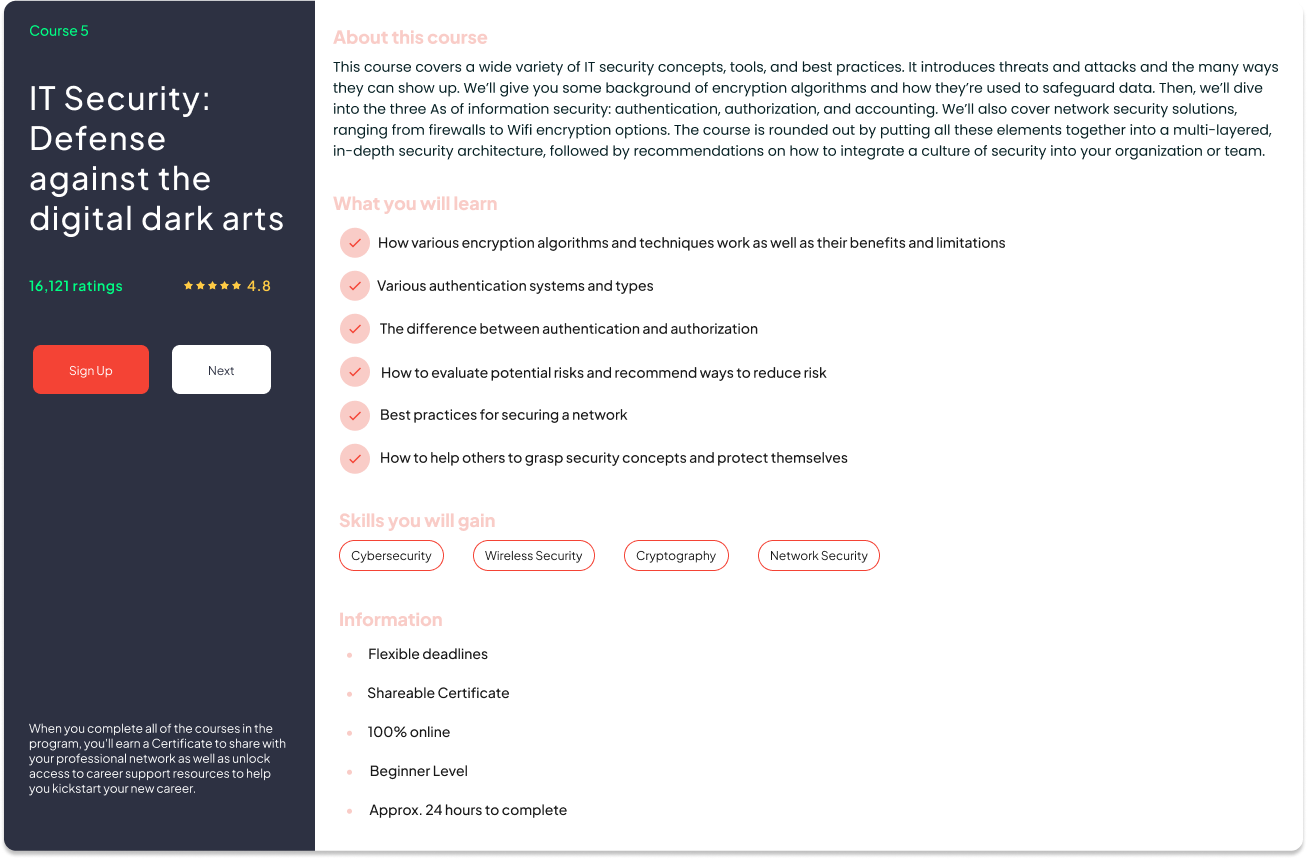 Course 5
IT Security:
Defense
against the
digital dark arts
16,121 ratings
4.8
Sign Up
Next
When you complete all of the courses in the
program, you'll earn a Certificate to share with
your professional network as well as unlock
access to career support resources to help
you kickstart your new career.
About this course
This course covers a wide variety of IT security concepts, tools, and best practices. It introduces threats and attacks and the many ways
they can show up. We’ll give you some background of encryption algorithms and how they’re used to safeguard data. Then, we’ll dive
into the three As of information security: authentication, authorization, and accounting. We’ll also cover network security solutions,
ranging from firewalls to Wifi encryption options. The course is rounded out by putting all these elements together into a multi-layered,
in-depth security architecture, followed by recommendations on how to integrate a culture of security into your organization or team.
What you will learn
How various encryption algorithms and techniques work as well as their benefits and limitations
Various authentication systems and types
The difference between authentication and authorization
How to evaluate potential risks and recommend ways to reduce risk
Best practices for securing a network
How to help others to grasp security concepts and protect themselves
Skills you will gain
Cybersecurity
Wireless Security
Cryptography
Network Security
Information
Flexible deadlines
Shareable Certificate
100% online
Beginner Level
Approx. 24 hours to complete